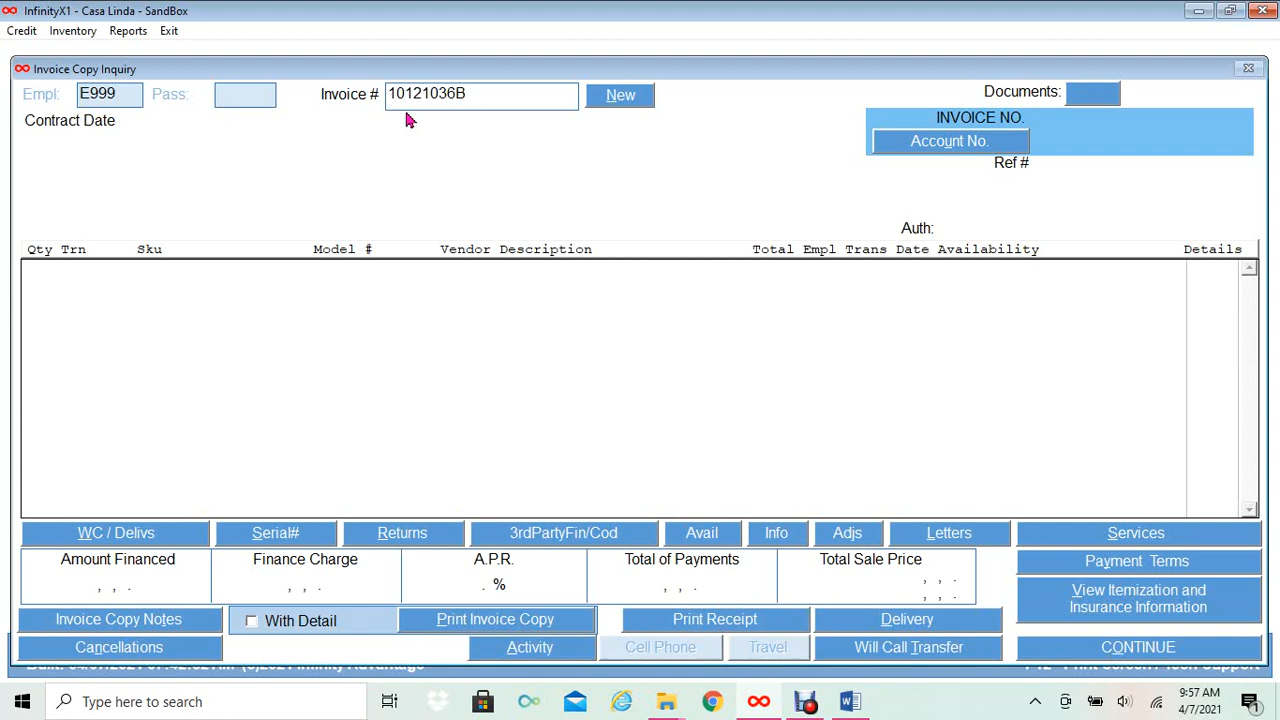 InfinityX1 - Casa Linda - SandBox
Credit Inventory Reports Exit
Invoice Copy Inquiry
Empl: E999 Pass: Invoice # 10121036B New Documents:
Contract Date INVOICE NO.
Account No.
Ref #
Auth:
Qty Trn Sku Model # Vendor Description Total Empl Trans Date Availability Details
WC / Delivs Serial# Returns 3rdPartyFin/Cod Avail Info Adjs Letters Services
Amount Financed Finance Charge A.P.R. Total of Payments Total Sale Price Payment Terms
, , . , , . . % , , . , , .
, , .
View Itemization and
Insurance Information
Invoice Copy Notes With Detail Print Invoice Copy Print Receipt Delivery
Cancellations Activity Cell Phone Travel Will Call Transfer CONTINUE
Type here to search
9:57 AM
4/7/2021